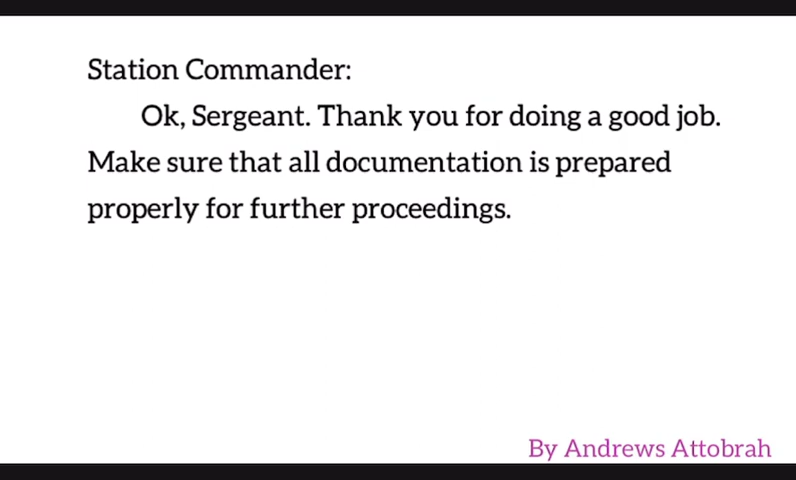 Station Commander:
Ok, Sergeant. Thank you for doing a good job.
Make sure that all documentation is prepared
properly for further proceedings.
By Andrews Attobrah